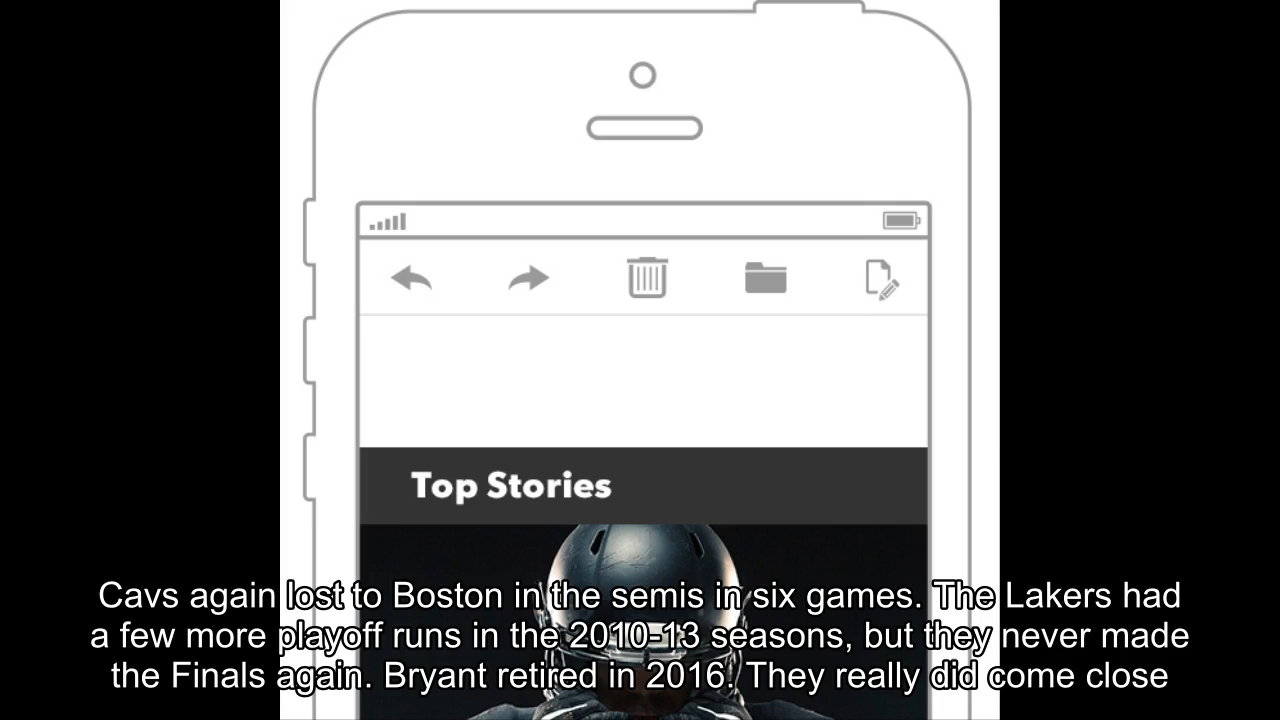 Top Stories
Cavs again lost to Boston in the semis in six games. The Lakers had
a few more playoff runs in the 2010-13 seasons, but they never made
the Finals again. Bryant retired in 2016. They really did come close